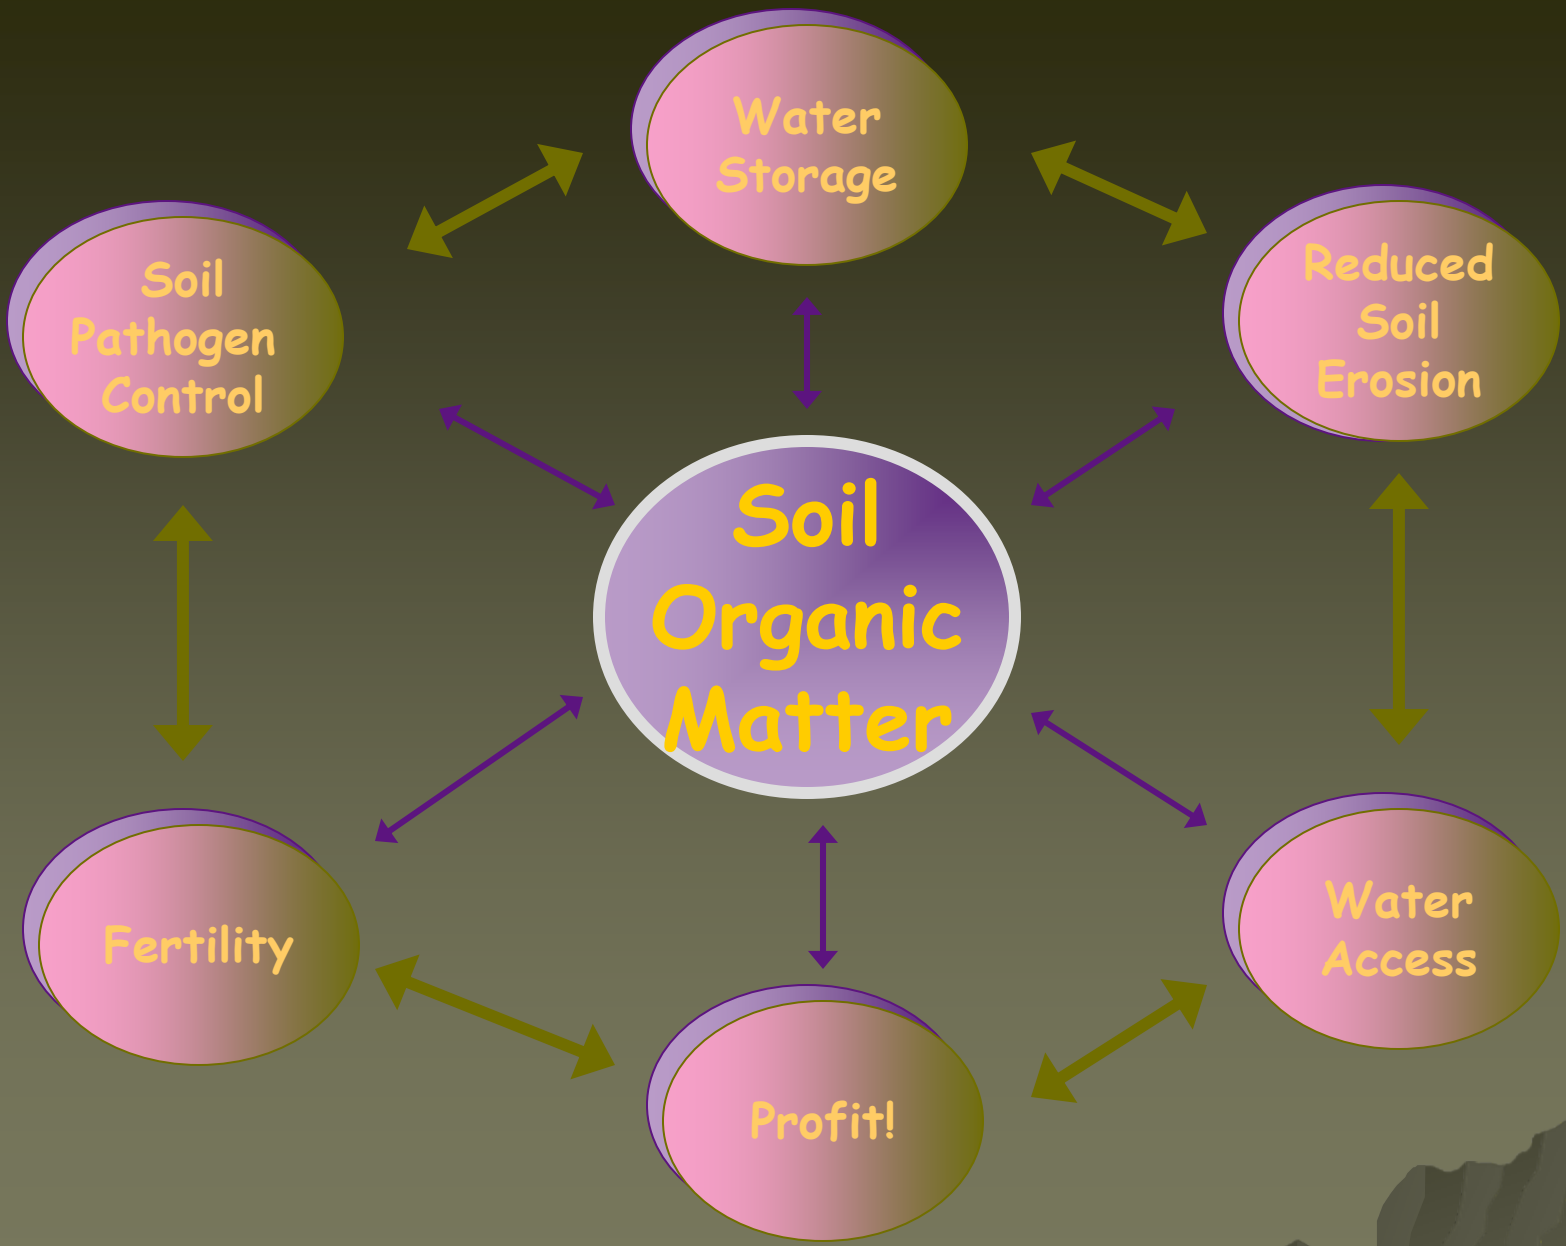 Water
Storage
Soil
Pathogen
Control
Reduced
Soil
Erosion
Soil
Organic
Matter
Fertility
Water
Access
Profit!